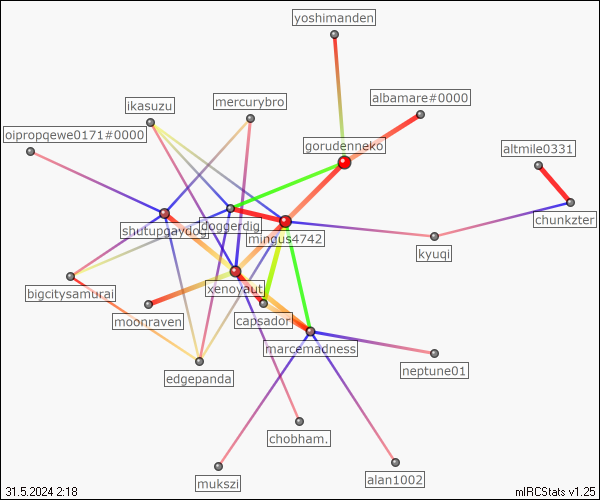 yoshimanden
ikasuzu
mercurybro
albamare#0000
oipropqewe0171#0000
gorudenneko
altmile0331
shutupgaydog
doggerdig
mingus4742
chunkzter
kyuqi
bigcitysamurai
xenoyaut
moonraven
capsador
marcemadness
edgepanda
neptune01
chobham.
mukszi
alan1002
31.5.2024 2:18
mIRCStats v1.25